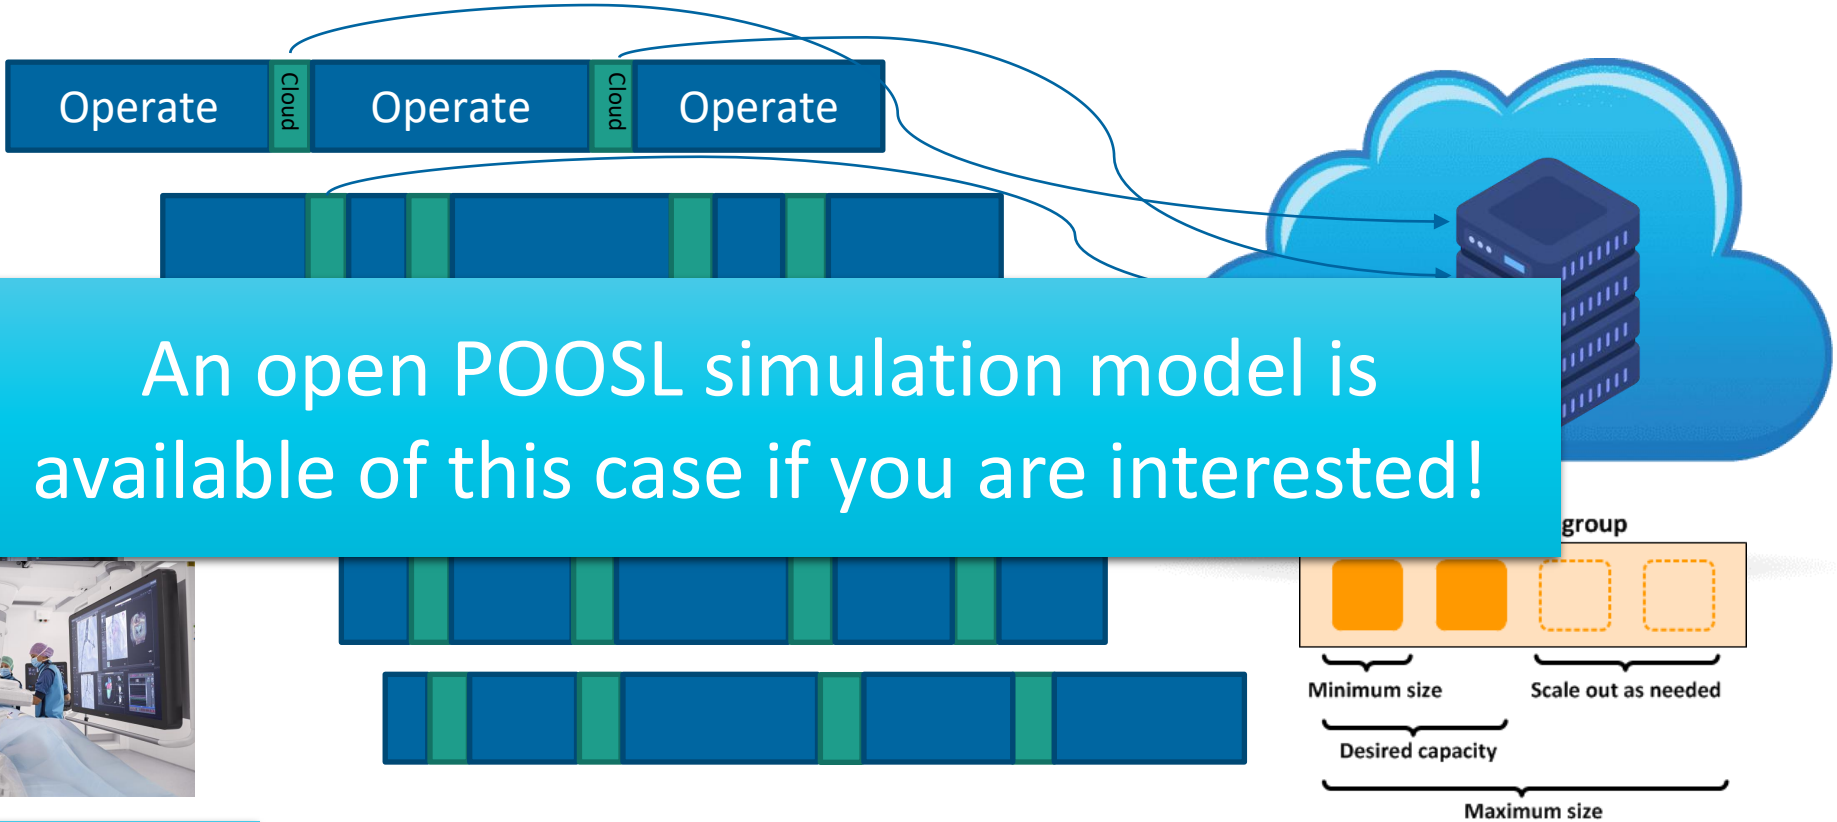 Operate
Cloud
Operate
Cloud
Operate
An open POOSL simulation model is
available of this case if you are interested!
group
Minimum size
Scale out as needed
Desired capacity
Maximum size